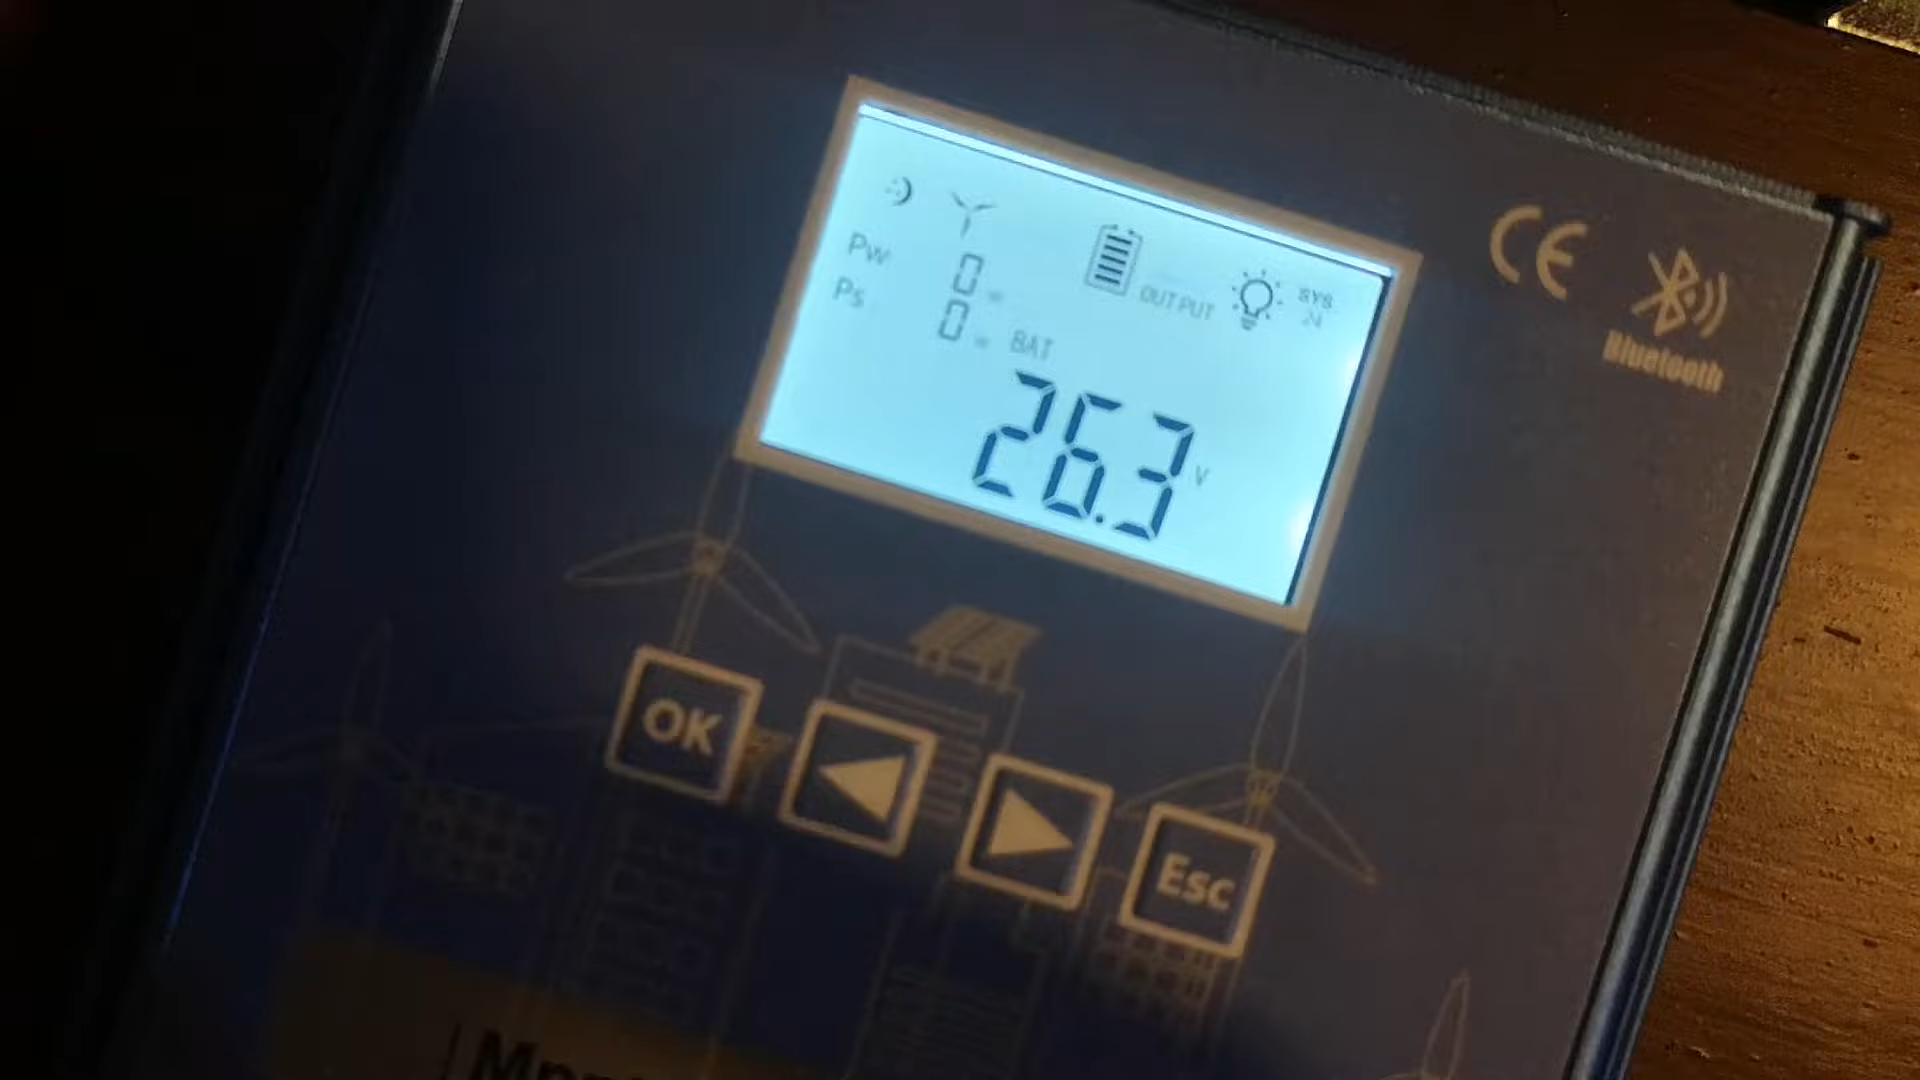 Pw 0 w
Ps 0 w
OUTPUT
SYS
24
BAT
26.3 V
CE
Bluetooth
OK
Esc